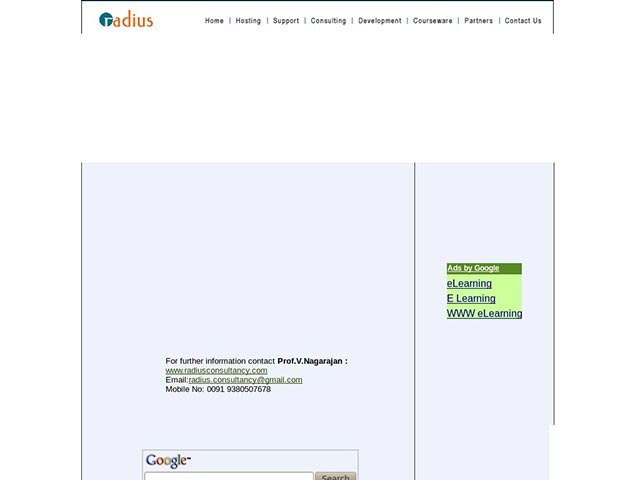 radius
Home | Hosting | Support | Consulting | Development | Courseware | Partners | Contact Us
Ads by Google
eLearning
E Learning
WWW eLearning
For further information contact Prof.V.Nagarajan :
www.radiusconsultancy.com
Email:radius.consultancy@gmail.com
Mobile No: 0091 9380507678
Google™
Search